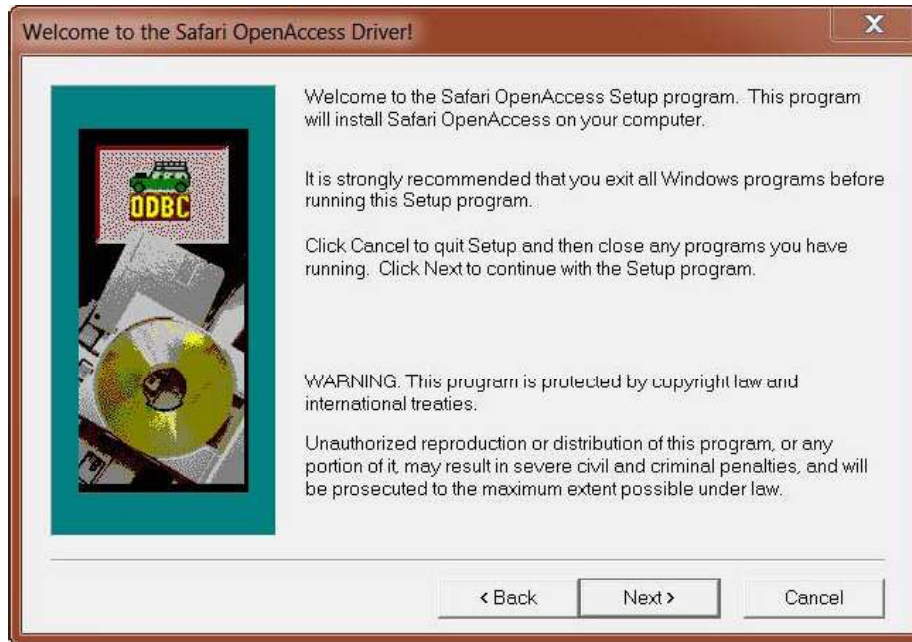 Welcome to the Safari OpenAccess Driver!
X
ODBC
Welcome to the Safari OpenAccess Setup program. This program
will install Safari OpenAccess on your computer.
It is strongly recommended that you exit all Windows programs before
running this Setup program.
Click Cancel to quit Setup and then close any programs you have
running. Click Next to continue with the Setup program.
WARNING. This program is protected by copyright law and
international treaties.
Unauthorized reproduction or distribution of this program, or any
portion of it, may result in severe civil and criminal penalties, and will
be prosecuted to the maximum extent possible under law.
< Back
Next >
Cancel